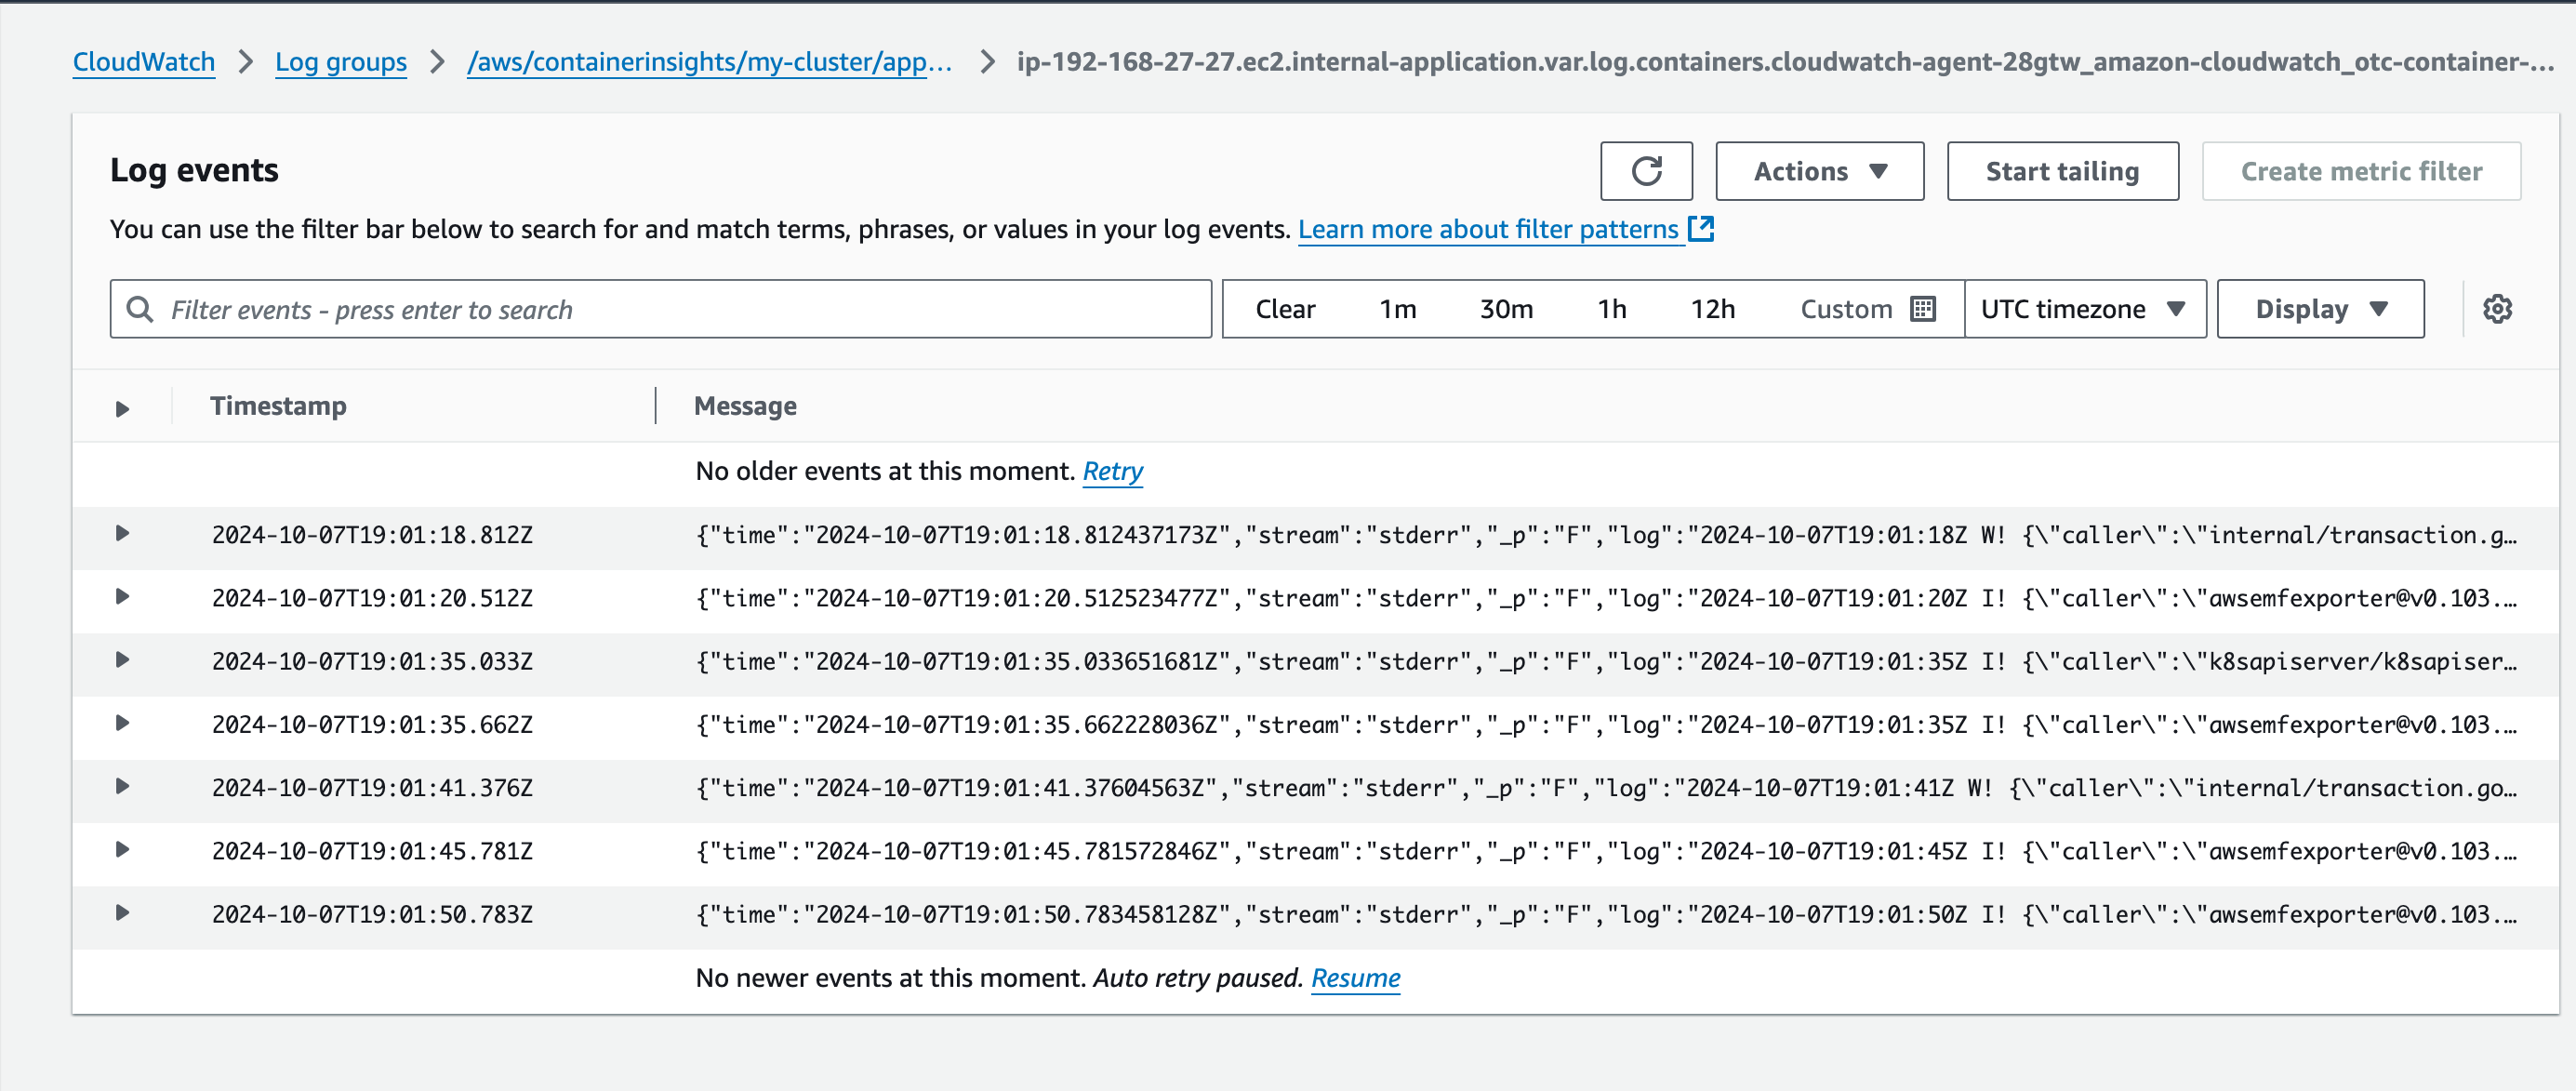 CloudWatch > Log groups > /aws/containerinsights/my-cluster/app... > ip-192-168-27-27.ec2.internal-application.var.log.containers.cloudwatch-agent-28gtw_amazon-cloudwatch_otc-container-...
Log events
Actions
Start tailing
Create metric filter
You can use the filter bar below to search for and match terms, phrases, or values in your log events. Learn more about filter patterns
Filter events - press enter to search
Clear 1m 30m 1h 12h Custom UTC timezone Display
Timestamp Message
No older events at this moment. Retry
2024-10-07T19:01:18.812Z {"time":"2024-10-07T19:01:18.812437173Z","stream":"stderr","_p":"F","log":"2024-10-07T19:01:18Z W! {\"caller\":\"internal/transaction.g...
2024-10-07T19:01:20.512Z {"time":"2024-10-07T19:01:20.512523477Z","stream":"stderr","_p":"F","log":"2024-10-07T19:01:20Z I! {\"caller\":\"awsemfexporter@v0.103....
2024-10-07T19:01:35.033Z {"time":"2024-10-07T19:01:35.033651681Z","stream":"stderr","_p":"F","log":"2024-10-07T19:01:35Z I! {\"caller\":\"k8sapiserver/k8sapiser...
2024-10-07T19:01:35.662Z {"time":"2024-10-07T19:01:35.662228036Z","stream":"stderr","_p":"F","log":"2024-10-07T19:01:35Z I! {\"caller\":\"awsemfexporter@v0.103....
2024-10-07T19:01:41.376Z {"time":"2024-10-07T19:01:41.37604563Z","stream":"stderr","_p":"F","log":"2024-10-07T19:01:41Z W! {\"caller\":\"internal/transaction.go...
2024-10-07T19:01:45.781Z {"time":"2024-10-07T19:01:45.781572846Z","stream":"stderr","_p":"F","log":"2024-10-07T19:01:45Z I! {\"caller\":\"awsemfexporter@v0.103....
2024-10-07T19:01:50.783Z {"time":"2024-10-07T19:01:50.783458128Z","stream":"stderr","_p":"F","log":"2024-10-07T19:01:50Z I! {\"caller\":\"awsemfexporter@v0.103....
No newer events at this moment. Auto retry paused. Resume